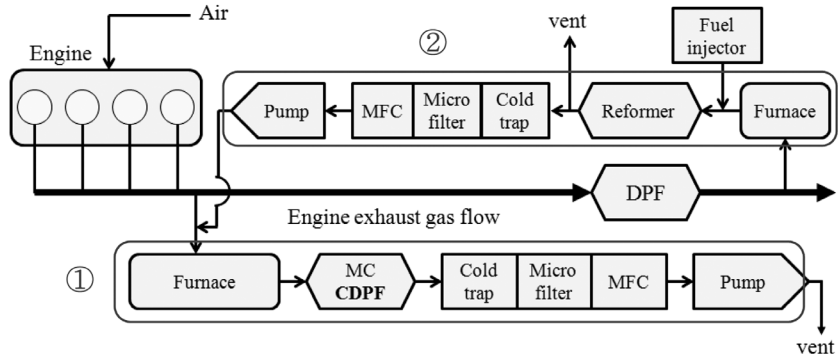 Air
Engine
②
vent
Fuel
injector
Pump
MFC
Micro
filter
Cold
trap
Reformer
Furnace
DPF
Engine exhaust gas flow
①
Furnace
MC
CDPF
Cold
trap
Micro
filter
MFC
Pump
vent